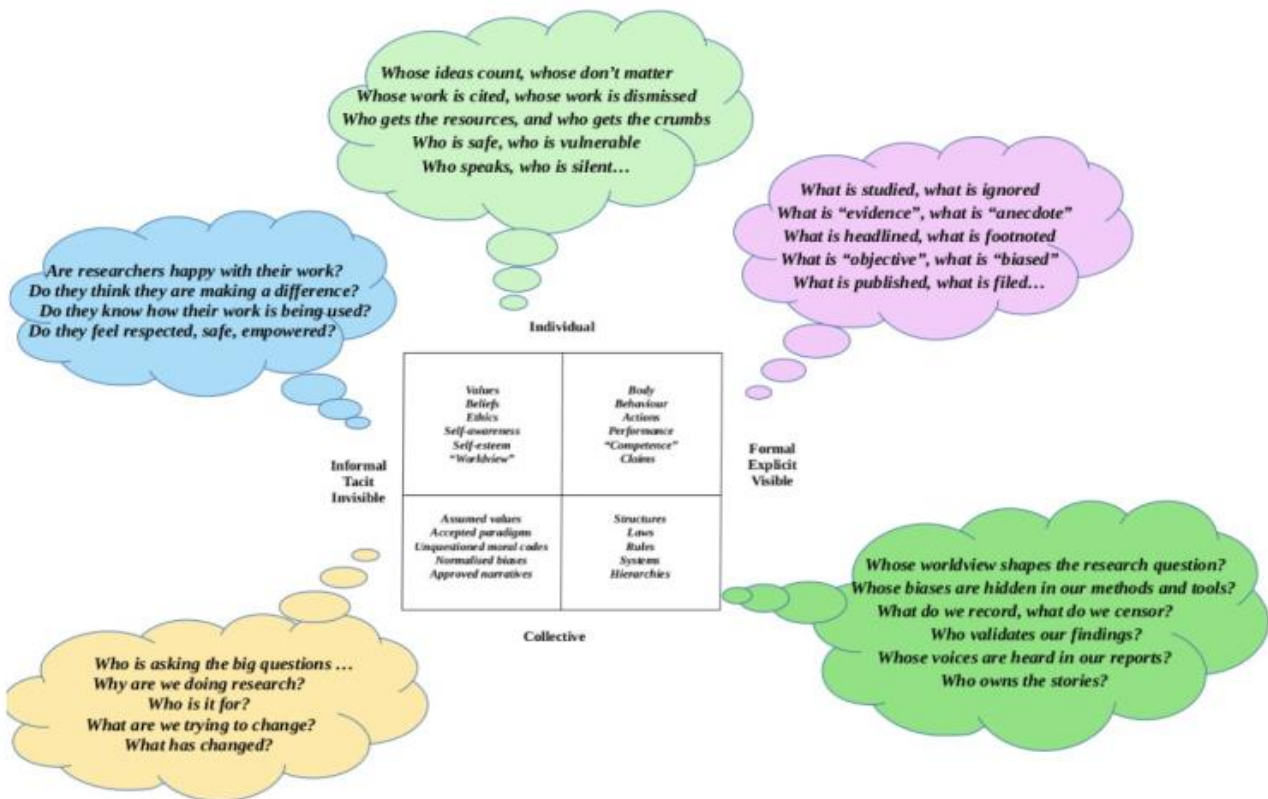 Whose ideas count, whose don't matter
Whose work is cited, whose work is dismissed
Who gets the resources, and who gets the crumbs
Who is safe, who is vulnerable
Who speaks, who is silent…
What is studied, what is ignored
What is “evidence”, what is “anecdote”
What is headlined, what is footnoted
What is “objective”, what is “biased”
What is published, what is filed…
Are researchers happy with their work?
Do they think they are making a difference?
Do they know how their work is being used?
Do they feel respected, safe, empowered?
Individual
Values
Beliefs
Ethics
Self-awareness
Self-esteem
“Worldview”
Body
Behaviour
Actions
Performance
“Competence”
Claims
Informal
Tacit
Invisible
Formal
Explicit
Visible
Assumed values
Accepted paradigms
Unquestioned moral codes
Normalised biases
Approved narratives
Structures
Laws
Rules
Systems
Hierarchies
Collective
Whose worldview shapes the research question?
Whose biases are hidden in our methods and tools?
What do we record, what do we censor?
Who validates our findings?
Whose voices are heard in our reports?
Who owns the stories?
Who is asking the big questions …
Why are we doing research?
Who is it for?
What are we trying to change?
What has changed?